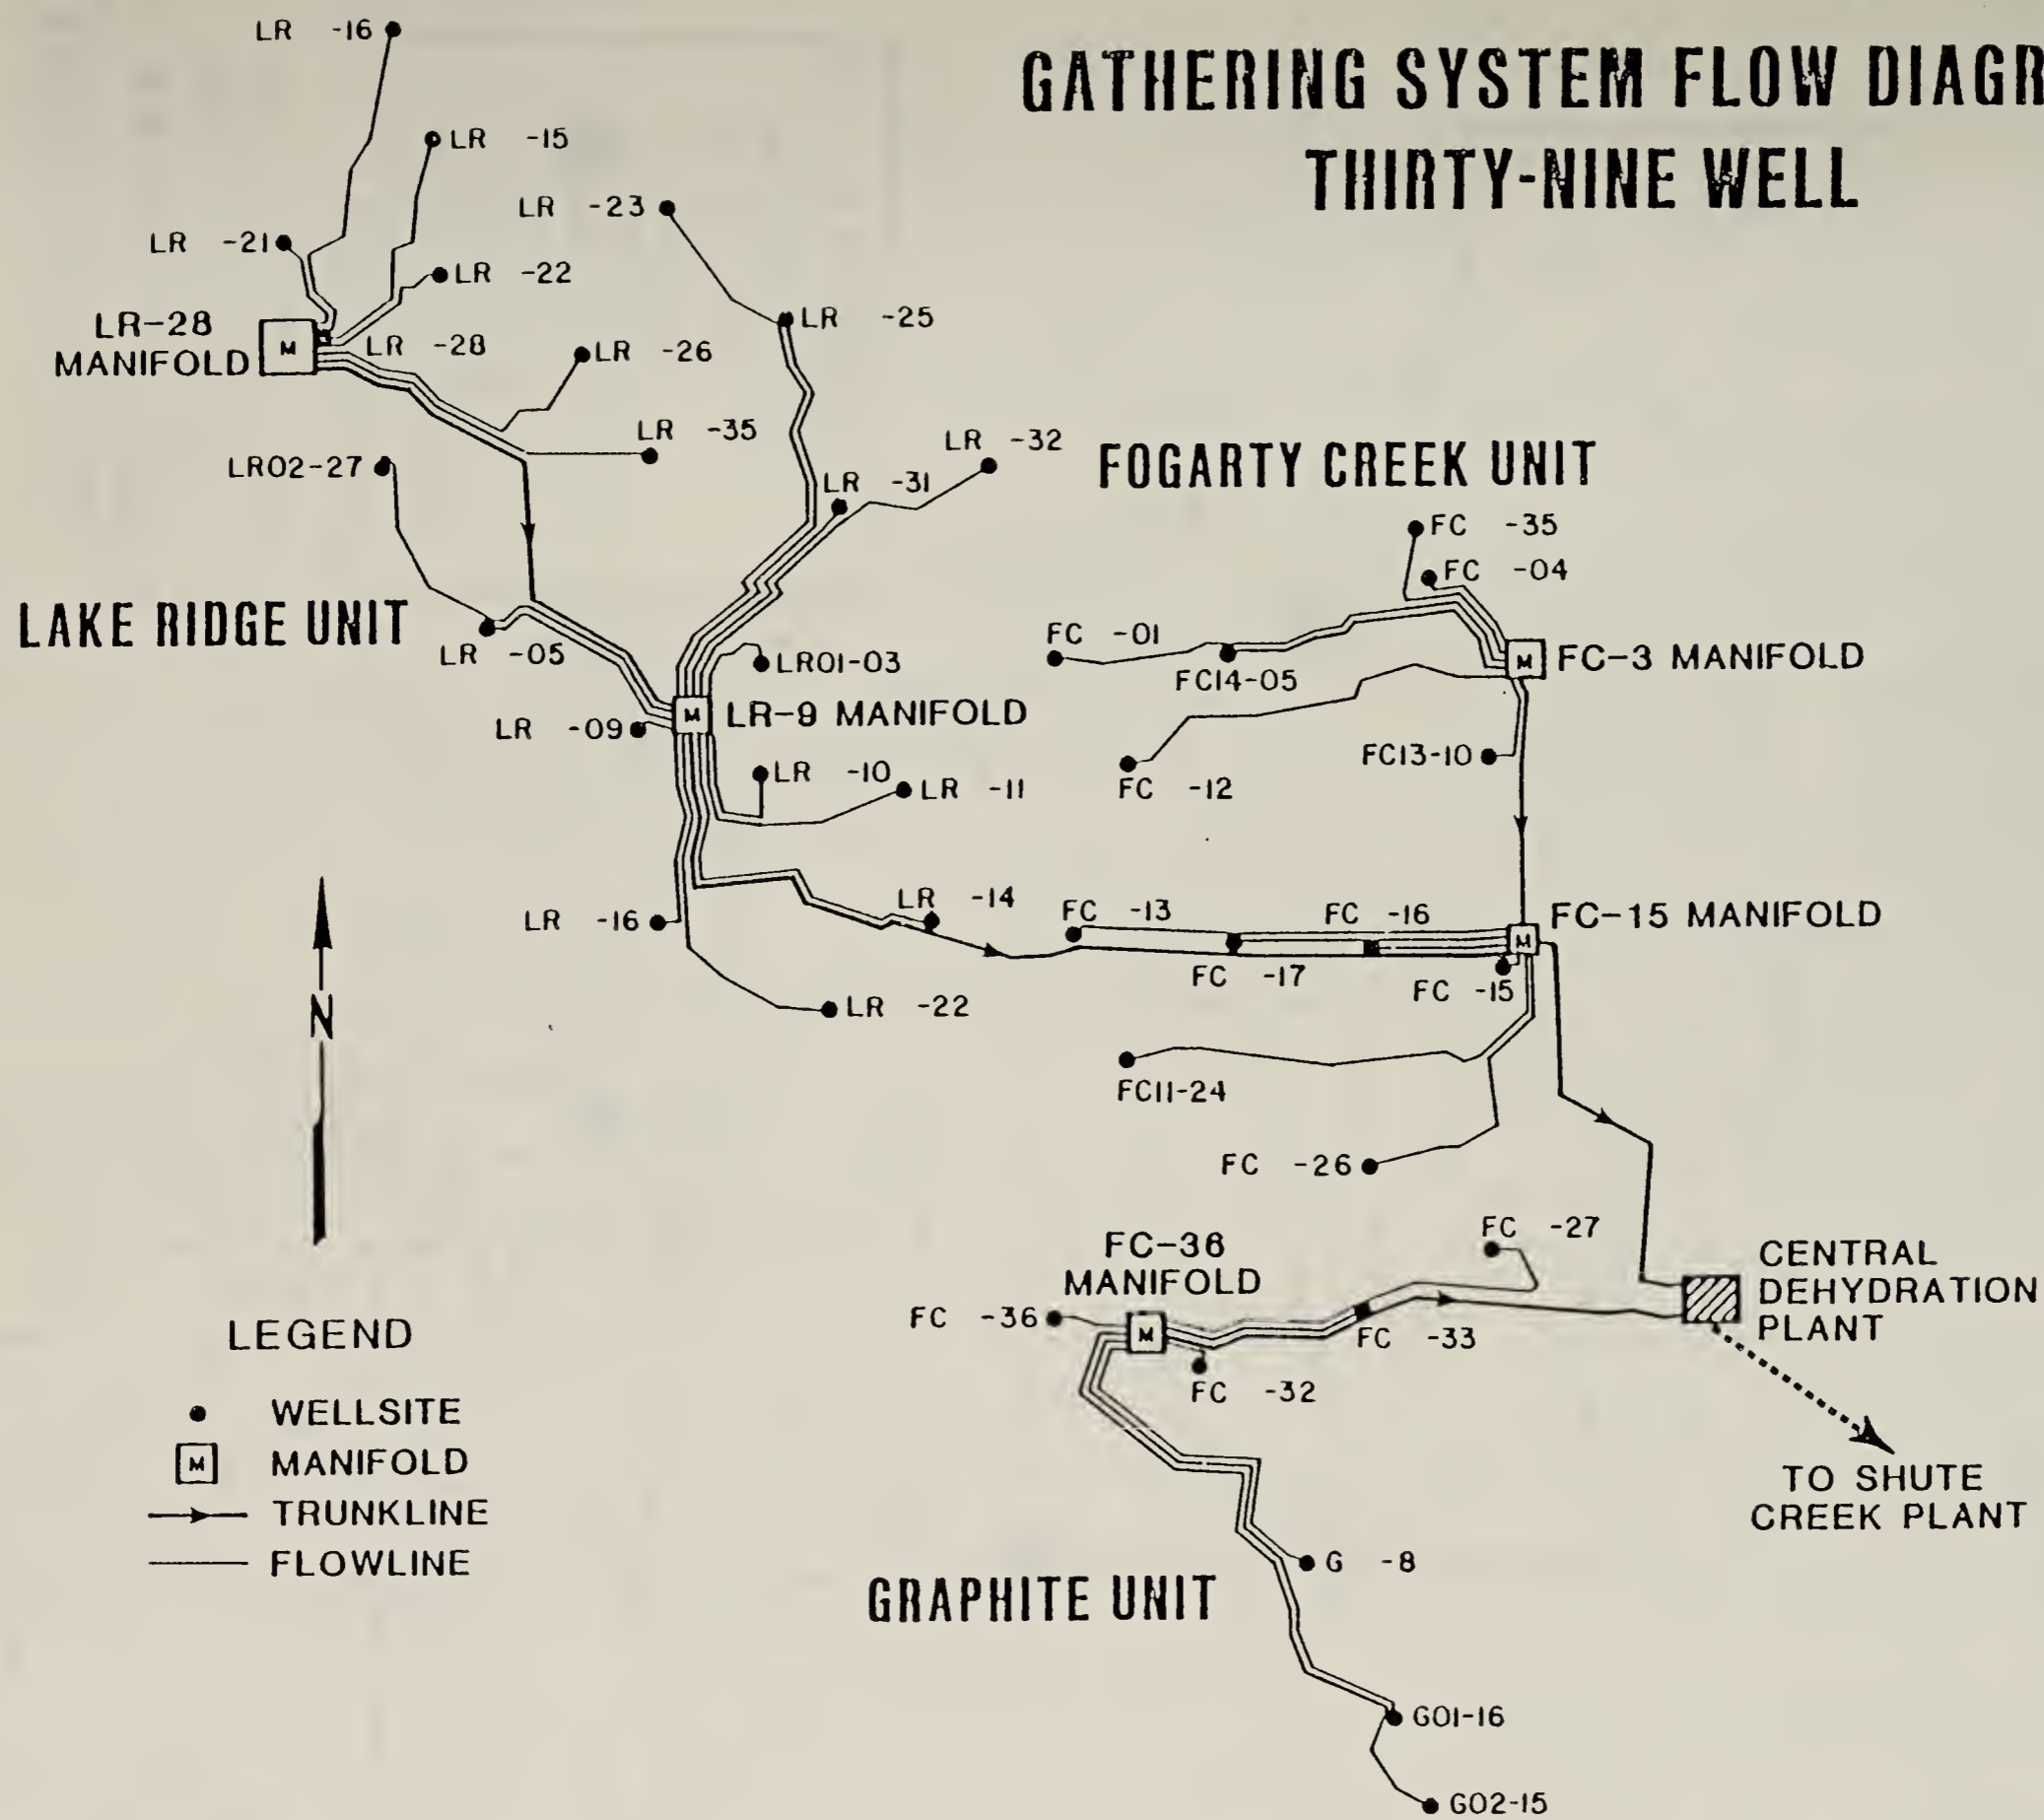 GATHERING SYSTEM FLOW DIAGR
THIRTY-NINE WELL
LR -16
LR -15
LR -23
LR -21
LR -22
LR -25
LR-28
MANIFOLD
M
LR -28
LR -26
LR -35
LR02-27
LR -32
LR -31
FOGARTY CREEK UNIT
FC -35
FC -04
LAKE RIDGE UNIT
LR -05
LR01-03
FC -01
FC14-05
M
FC-3 MANIFOLD
LR -09
M
LR-9 MANIFOLD
FC13-10
FC -12
LR -10
LR -11
LR -16
LR -14
FC -13
FC -16
FC-15 MANIFOLD
M
FC -17
FC -15
LR -22
N
FC11-24
FC -26
FC -27
FC-36
MANIFOLD
M
FC -36
FC -33
FC -32
CENTRAL
DEHYDRATION
PLANT
TO SHUTE
CREEK PLANT
LEGEND
WELLSITE
M
MANIFOLD
TRUNKLINE
FLOWLINE
G -8
GRAPHITE UNIT
G01-16
G02-15